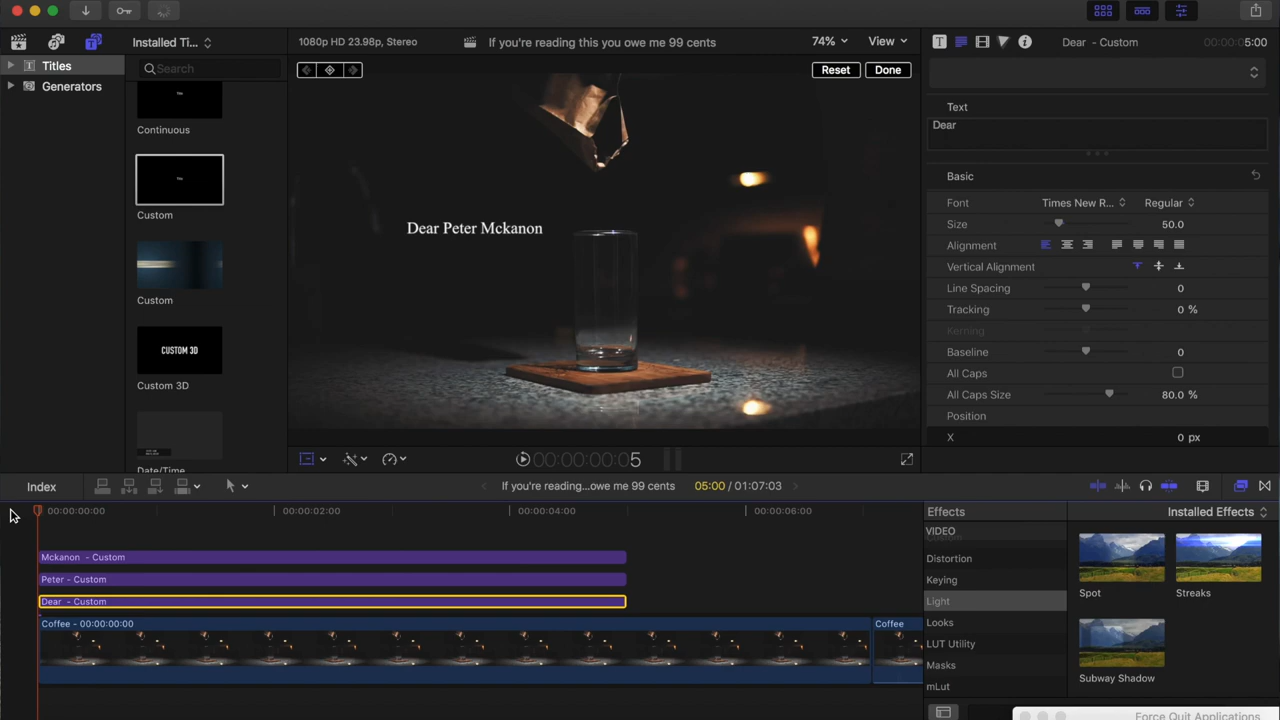 Installed Ti...
1080p HD 23.98p, Stereo
If you're reading this you owe me 99 cents
74%
View
Dear - Custom
00:00:05:00
Titles
Search
Reset
Done
Generators
Title
Continuous
Text
Dear
Title
Custom
Basic
Font
Times New R...
Regular
Size
50.0
Dear Peter Mckanon
Alignment
Vertical Alignment
Line Spacing
0
Custom
Tracking
0 %
Kerning
CUSTOM 3D
Baseline
0
Custom 3D
All Caps
All Caps Size
80.0 %
Position
X
0 px
Date/Time
00:00:00:05
Index
If you're reading...owe me 99 cents
05:00 / 01:07:03
00:00:00:00
00:00:02:00
00:00:04:00
00:00:06:00
Mckanon - Custom
Peter - Custom
Dear - Custom
Coffee - 00:00:00:00
Coffee
Effects
Installed Effects
VIDEO
Distortion
Keying
Light
Looks
LUT Utility
Masks
mLut
Spot
Streaks
Subway Shadow
Force Quit Applications